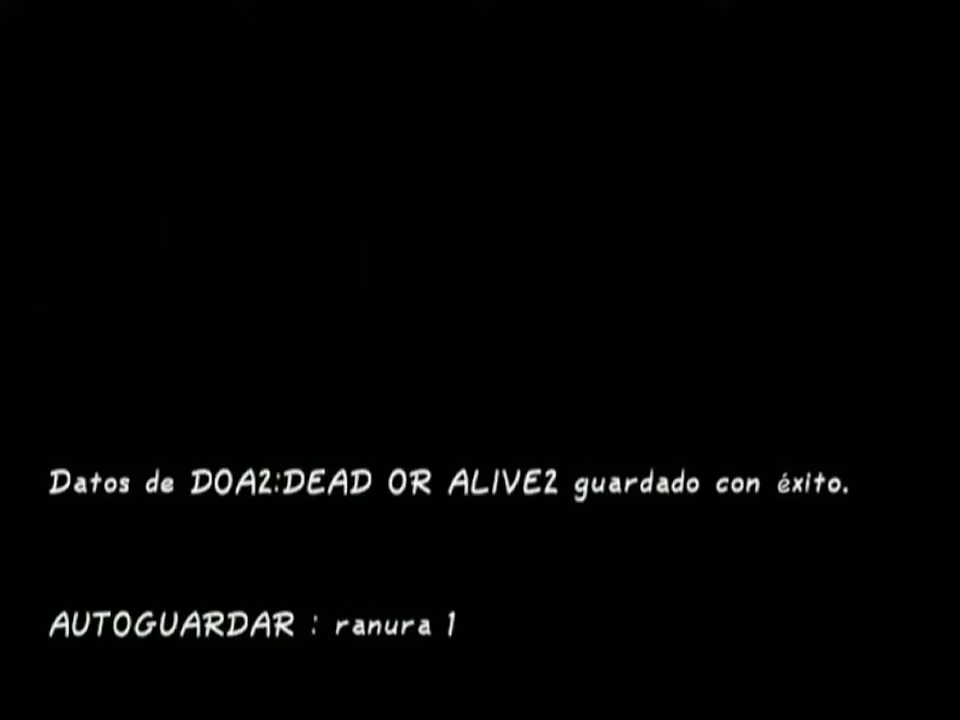 Datos de DOA2:DEAD OR ALIVE2 guardado con éxito.
AUTOGUARDAR : ranura 1